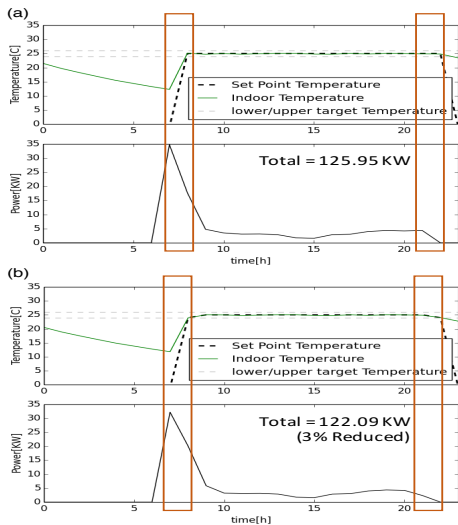 (a)
35
30
25
20
15
10
5
0
Temperature[C]
Set Point Temperature
Indoor Temperature
lower/upper target Temperature
0 5 10 15 20
35
30
25
20
15
10
5
0
Power[KW]
Total = 125.95 KW
0 5 10 15 20
time[h]
(b)
35
30
25
20
15
10
5
0
Temperature[C]
Set Point Temperature
Indoor Temperature
lower/upper target Temperature
0 5 10 15 20
35
30
25
20
15
10
5
0
Power[KW]
Total = 122.09 KW
(3% Reduced)
0 5 10 15 20
time[h]